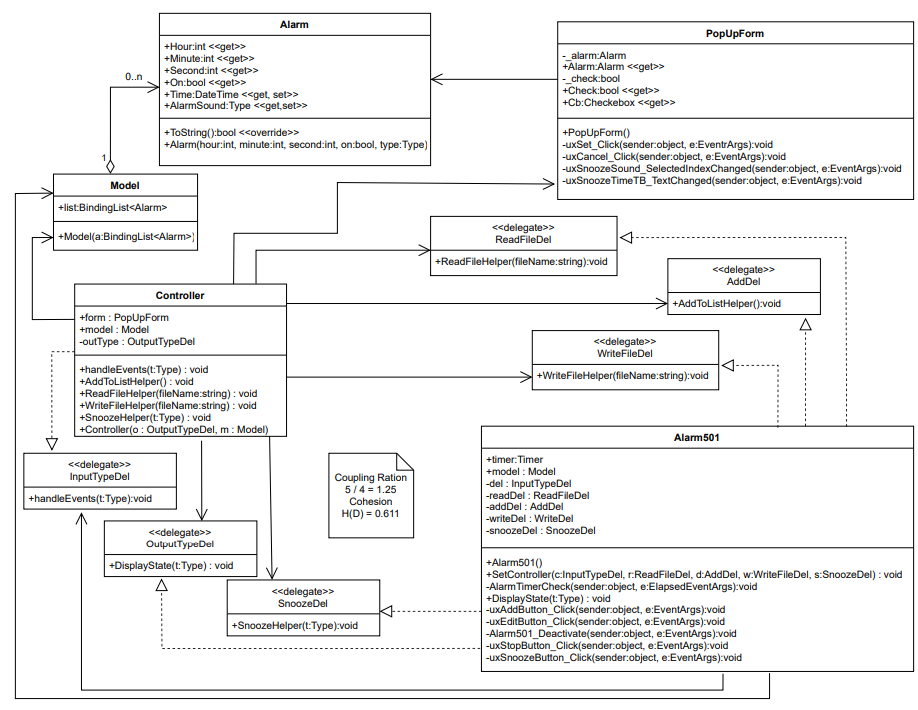 Alarm
+Hour:int <<get>>
+Minute:int <<get>>
+Second:int <<get>>
+On:bool <<get>>
+Time:DateTime <<get, set>>
+AlarmSound:Type <<get,set>>
+ToString():bool <<override>>
+Alarm(hour:int, minute:int, second:int, on:bool, type:Type)
PopUpForm
-_alarm:Alarm
+Alarm:Alarm <<get>>
-_check:bool
+Check:bool <<get>>
+Cb:Checkebox <<get>>
+PopUpForm()
-uxSet_Click(sender:object, e:EventrArgs):void
-uxCancel_Click(sender:object, e:EventArgs):void
-uxSnoozeSound_SelectedIndexChanged(sender:object, e:EventArgs):void
-uxSnoozeTimeTB_TextChanged(sender:object, e:EventArgs):void
0..n
1
Model
+list:BindingList<Alarm>
+Model(a:BindingList<Alarm>)
<<delegate>>
ReadFileDel
+ReadFileHelper(fileName:string):void
<<delegate>>
AddDel
+AddToListHelper():void
Controller
+form : PopUpForm
+model : Model
-outType : OutputTypeDel
+handleEvents(t:Type) : void
+AddToListHelper() : void
+ReadFileHelper(fileName:string) : void
+WriteFileHelper(fileName:string) : void
+SnoozeHelper(t:Type) : void
+Controller(o : OutputTypeDel, m : Model)
<<delegate>>
WriteFileDel
+WriteFileHelper(fileName:string):void
<<delegate>>
InputTypeDel
+handleEvents(t:Type):void
<<delegate>>
OutputTypeDel
+DisplayState(t:Type) : void
<<delegate>>
SnoozeDel
+SnoozeHelper(t:Type):void
Coupling Ration
5 / 4 = 1.25
Cohesion
H(D) = 0.611
Alarm501
+timer:Timer
+model : Model
-del : InputTypeDel
-readDel : ReadFileDel
-addDel : AddDel
-writeDel : WriteDel
-snoozeDel : SnoozeDel
+Alarm501()
+SetController(c:InputTypeDel, r:ReadFileDel, d:AddDel, w:WriteFileDel, s:SnoozeDel) : void
-AlarmTimerCheck(sender:object, e:ElapsedEventArgs):void
+DisplayState(t:Type) : void
-uxAddButton_Click(sender:object, e:EventArgs):void
-uxEditButton_Click(sender:object, e:EventArgs):void
-Alarm501_Deactivate(sender:object, e:EventArgs):void
-uxStopButton_Click(sender:object, e:EventArgs):void
-uxSnoozeButton_Click(sender:object, e:EventArgs):void